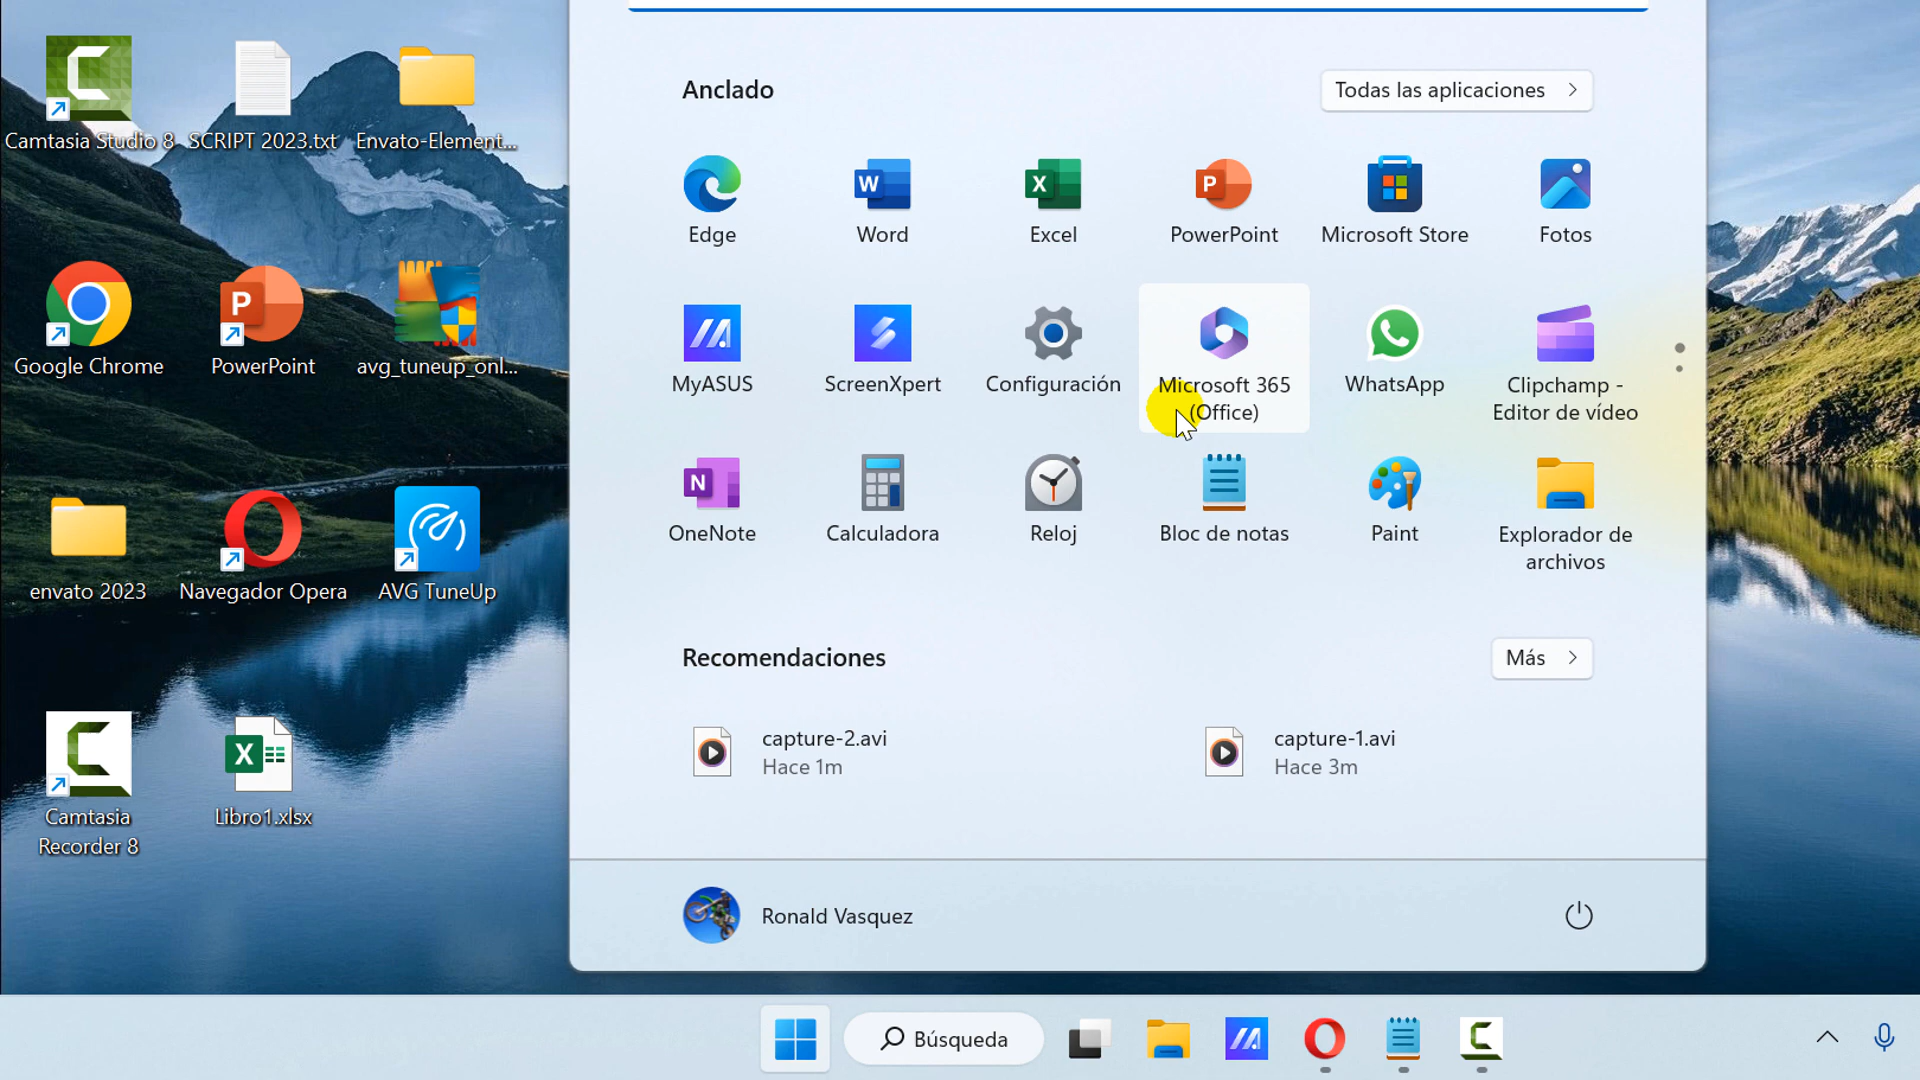 Camtasia Studio 8
SCRIPT 2023.txt
Envato-Element...
Google Chrome
PowerPoint
avg_tuneup_onl...
envato 2023
Navegador Opera
AVG TuneUp
Camtasia
Recorder 8
Libro1.xlsx
Anclado
Todas las aplicaciones
Edge
Word
Excel
PowerPoint
Microsoft Store
Fotos
MyASUS
ScreenXpert
Configuración
Microsoft 365
(Office)
WhatsApp
Clipchamp -
Editor de vídeo
OneNote
Calculadora
Reloj
Bloc de notas
Paint
Explorador de
archivos
Recomendaciones
Más
capture-2.avi
Hace 1m
capture-1.avi
Hace 3m
Ronald Vasquez
Búsqueda